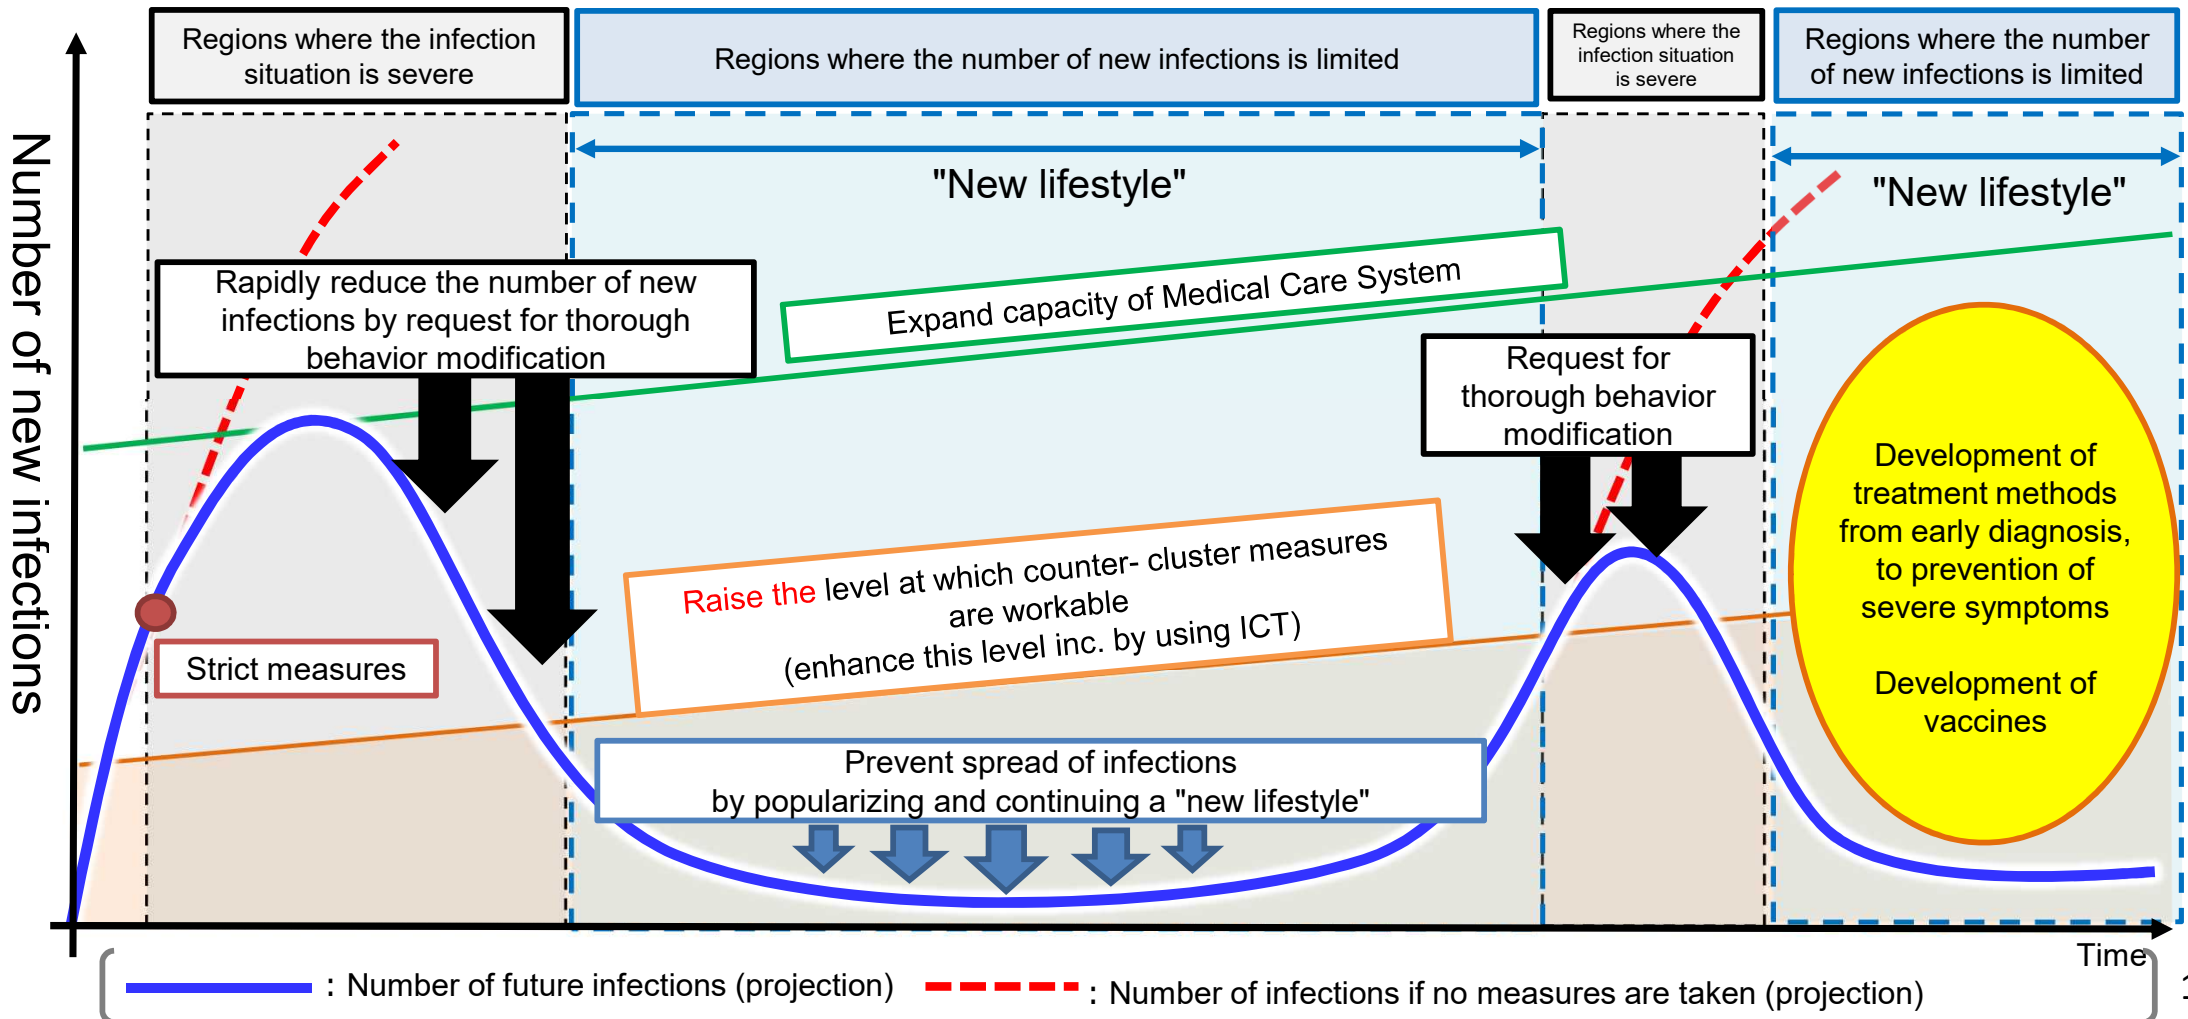 Regions where the infection
situation is severe
Regions where the number of new infections is limited
Regions where the
infection situation
is severe
Regions where the number
of new infections is limited
Number of new infections
"New lifestyle"
"New lifestyle"
Rapidly reduce the number of new
infections by request for thorough
behavior modification
Expand capacity of Medical Care System
Request for
thorough behavior
modification
Development of
treatment methods
from early diagnosis,
to prevention of
severe symptoms
Development of
vaccines
Raise the level at which counter- cluster measures
are workable
(enhance this level inc. by using ICT)
Strict measures
Prevent spread of infections
by popularizing and continuing a "new lifestyle"
Time
: Number of future infections (projection)
: Number of infections if no measures are taken (projection)